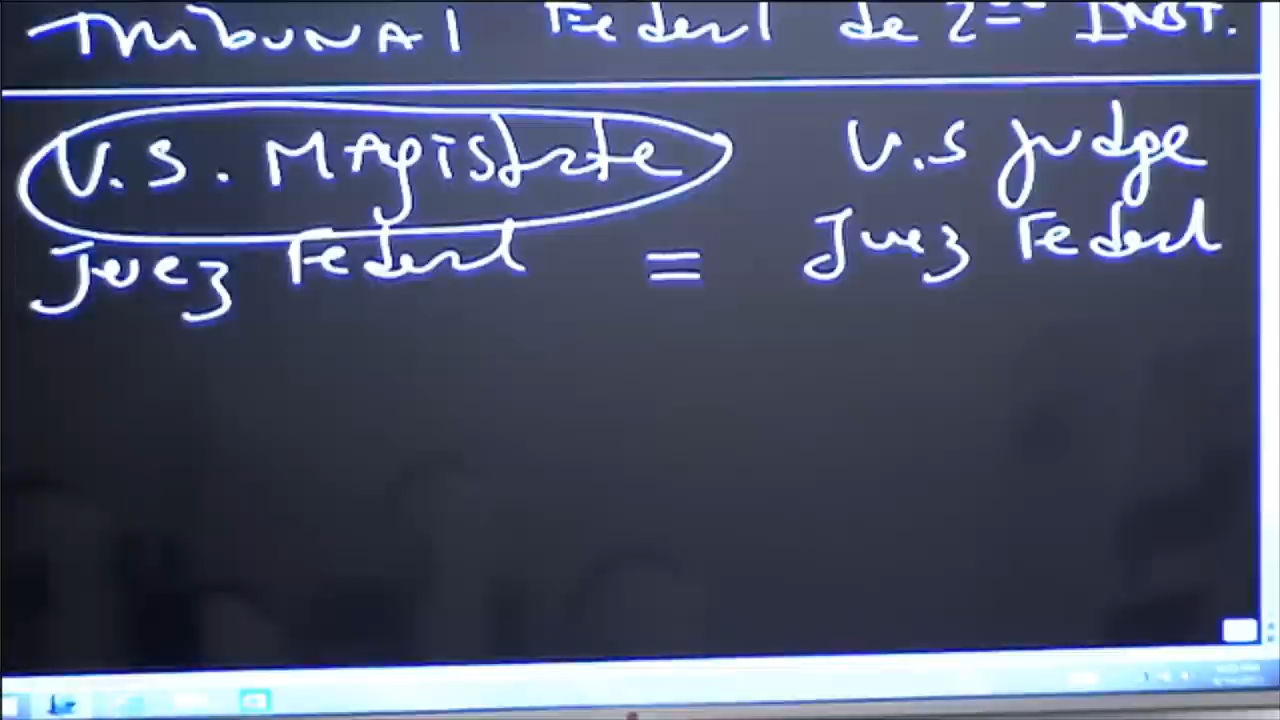 Tribunal Federal de 2da Inst.
U.S. Magistrate U.S Judge
Juez Federal = Juez Federal